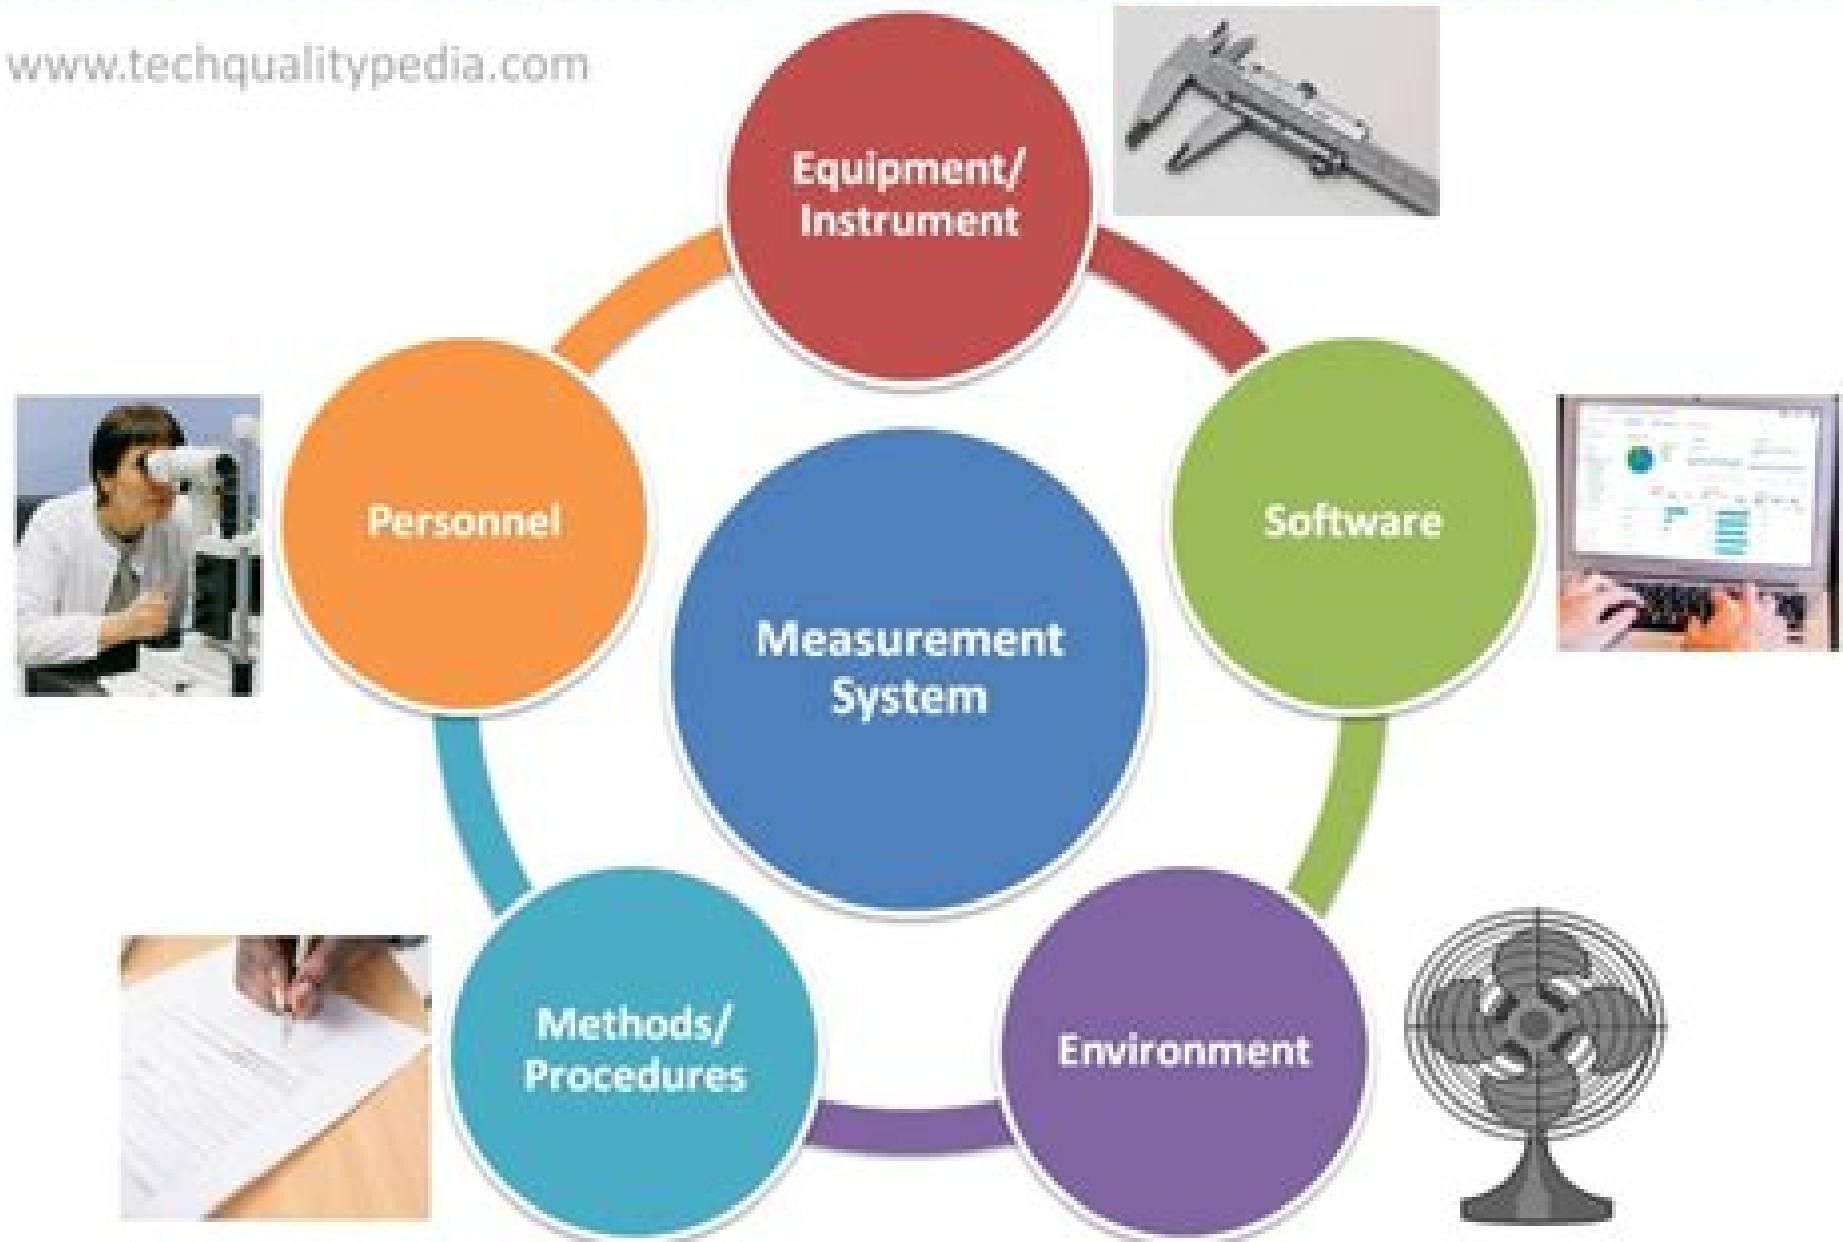 www.techqualitypedia.com
Equipment/
Instrument
Personnel
Software
Measurement
System
Methods/
Procedures
Environment